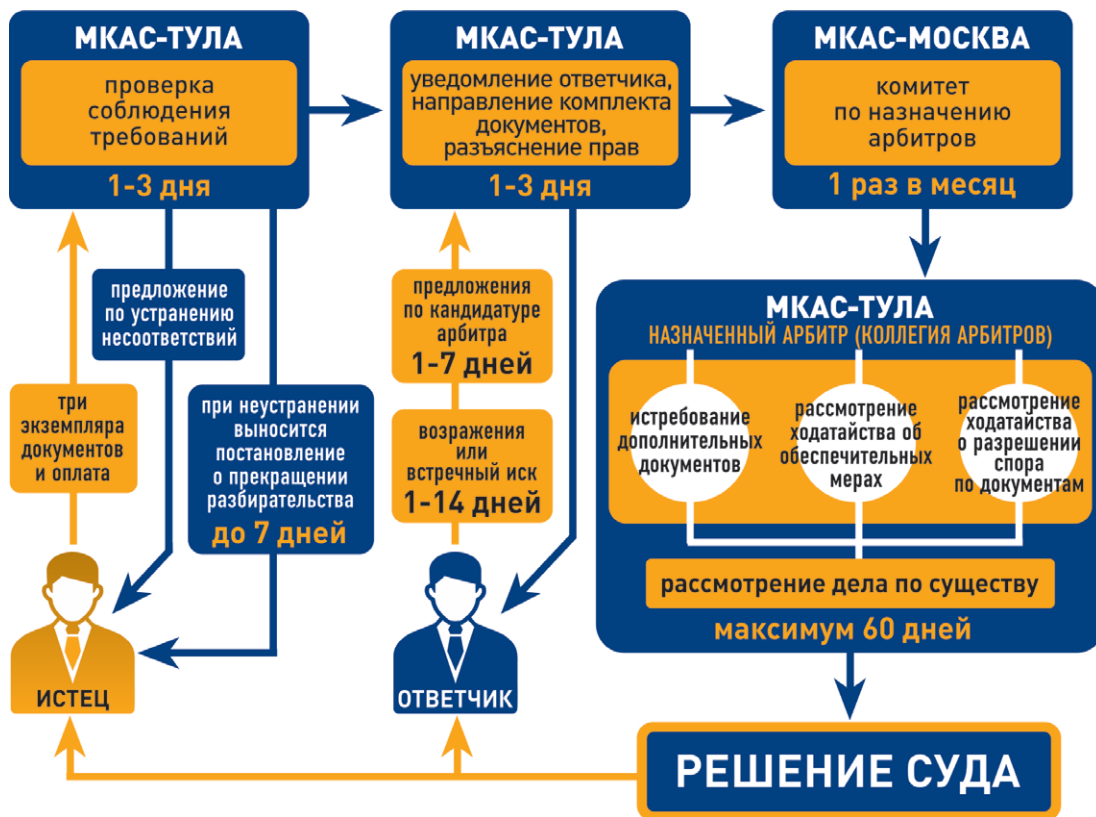 МКАС-ТУЛА
проверка
соблюдения
требований
1-3 дня
МКАС-ТУЛА
уведомление ответчика,
направление комплекта
документов,
разъяснение прав
1-3 дня
МКАС-МОСКВА
комитет
по назначению
арбитров
1 раз в месяц
предложение
по устранению
несоответствий
три
экземпляра
документов
и оплата
при неустранении
выносится
постановление
о прекращении
разбирательства
до 7 дней
ИСТЕЦ
предложения
по кандидатуре
арбитра
1-7 дней
возражения
или
встречный иск
1-14 дней
ОТВЕТЧИК
МКАС-ТУЛА
НАЗНАЧЕННЫЙ АРБИТР (КОЛЛЕГИЯ АРБИТРОВ)
истребование
дополнительных
документов
рассмотрение
ходатайства об
обеспечительных
мерах
рассмотрение
ходатайства
о разрешении
спора
по документам
рассмотрение дела по существу
максимум 60 дней
РЕШЕНИЕ СУДА